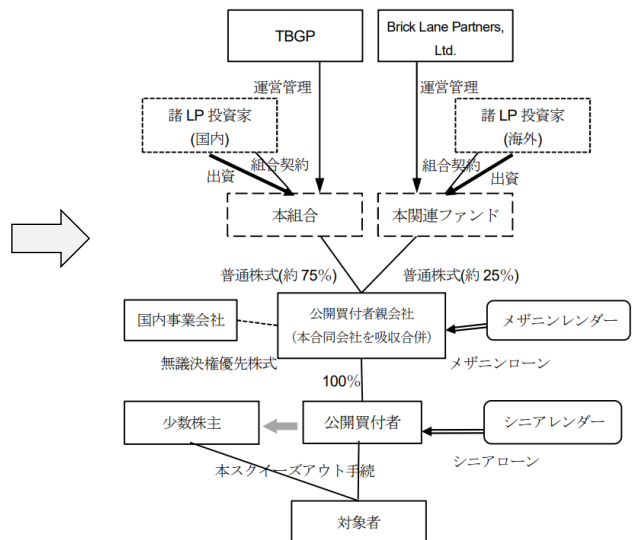 TBGP
Brick Lane Partners,
Ltd.
運営管理
運営管理
諸 LP 投資家
(国内)
諸 LP 投資家
(海外)
組合契約
出資
組合契約
出資
本組合
本関連ファンド
普通株式(約 75%)
普通株式(約 25%)
国内事業会社
公開買付者親会社
（本合同会社を吸収合併）
メザニンレンダー
無議決権優先株式
メザニンローン
100%
少数株主
公開買付者
シニアレンダー
シニアローン
本スクイーズアウト手続
対象者